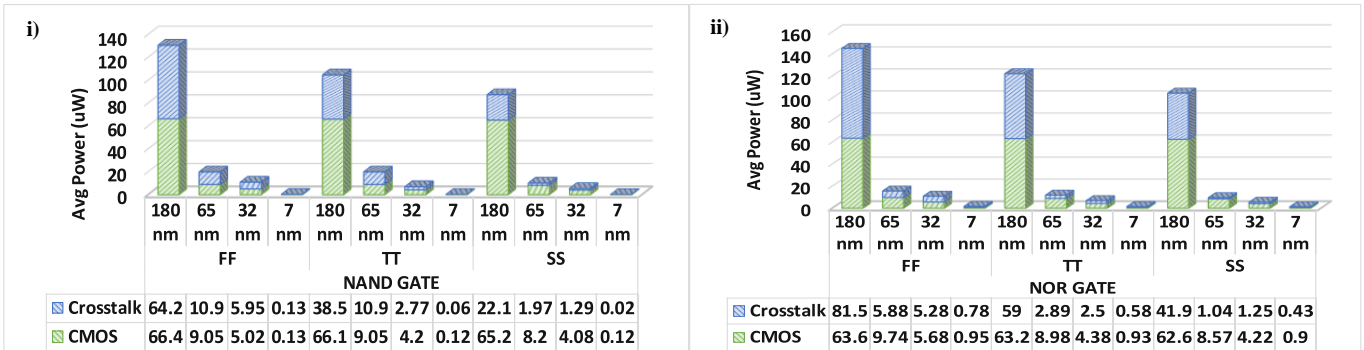 i)
Avg Power (uW)
140
120
100
80
60
40
20
0
180 nm 65 nm 32 nm 7 nm 180 nm 65 nm 32 nm 7 nm 180 nm 65 nm 32 nm 7 nm
FF TT SS
NAND GATE
Crosstalk 64.2 10.9 5.95 0.13 38.5 10.9 2.77 0.06 22.1 1.97 1.29 0.02
CMOS 66.4 9.05 5.02 0.13 66.1 9.05 4.2 0.12 65.2 8.2 4.08 0.12
ii)
Avg Power (uW)
160
140
120
100
80
60
40
20
0
180 nm 65 nm 32 nm 7 nm 180 nm 65 nm 32 nm 7 nm 180 nm 65 nm 32 nm 7 nm
FF TT SS
NOR GATE
Crosstalk 81.5 5.88 5.28 0.78 59 2.89 2.5 0.58 41.9 1.04 1.25 0.43
CMOS 63.6 9.74 5.68 0.95 63.2 8.98 4.38 0.93 62.6 8.57 4.22 0.9